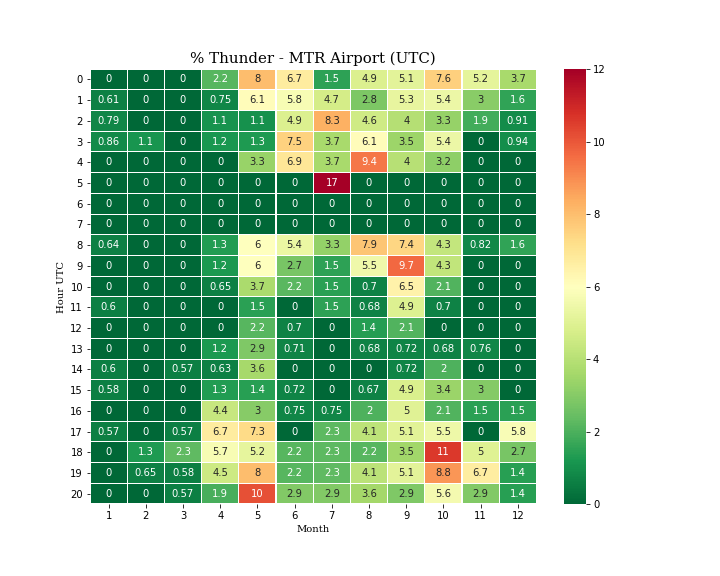 % Thunder - MTR Airport (UTC)
0 0 0 0 2.2 8 6.7 1.5 4.9 5.1 7.6 5.2 3.7
1 0.61 0 0 0.75 6.1 5.8 4.7 2.8 5.3 5.4 3 1.6
2 0.79 0 0 1.1 1.1 4.9 8.3 4.6 4 3.3 1.9 0.91
3 0.86 1.1 0 1.2 1.3 7.5 3.7 6.1 3.5 5.4 0 0.94
4 0 0 0 0 3.3 6.9 3.7 9.4 4 3.2 0 0
5 0 0 0 0 0 0 17 0 0 0 0 0
6 0 0 0 0 0 0 0 0 0 0 0 0
7 0 0 0 0 0 0 0 0 0 0 0 0
8 0.64 0 0 1.3 6 5.4 3.3 7.9 7.4 4.3 0.82 1.6
9 0 0 0 1.2 6 2.7 1.5 5.5 9.7 4.3 0 0
10 0 0 0 0.65 3.7 2.2 1.5 0.7 6.5 2.1 0 0
11 0.6 0 0 0 1.5 0 1.5 0.68 4.9 0.7 0 0
12 0 0 0 0 2.2 0.7 0 1.4 2.1 0 0 0
13 0 0 0 1.2 2.9 0.71 0 0.68 0.72 0.68 0.76 0
14 0.6 0 0.57 0.63 3.6 0 0 0 0.72 2 0 0
15 0.58 0 0 1.3 1.4 0.72 0 0.67 4.9 3.4 3 0
16 0 0 0 4.4 3 0.75 0.75 2 5 2.1 1.5 1.5
17 0.57 0 0.57 6.7 7.3 0 2.3 4.1 5.1 5.5 0 5.8
18 0 1.3 2.3 5.7 5.2 2.2 2.3 2.2 3.5 11 5 2.7
19 0 0.65 0.58 4.5 8 2.2 2.3 4.1 5.1 8.8 6.7 1.4
20 0 0 0.57 1.9 10 2.9 2.9 3.6 2.9 5.6 2.9 1.4
1 2 3 4 5 6 7 8 9 10 11 12
Month
Hour UTC
12
10
8
6
4
2
0